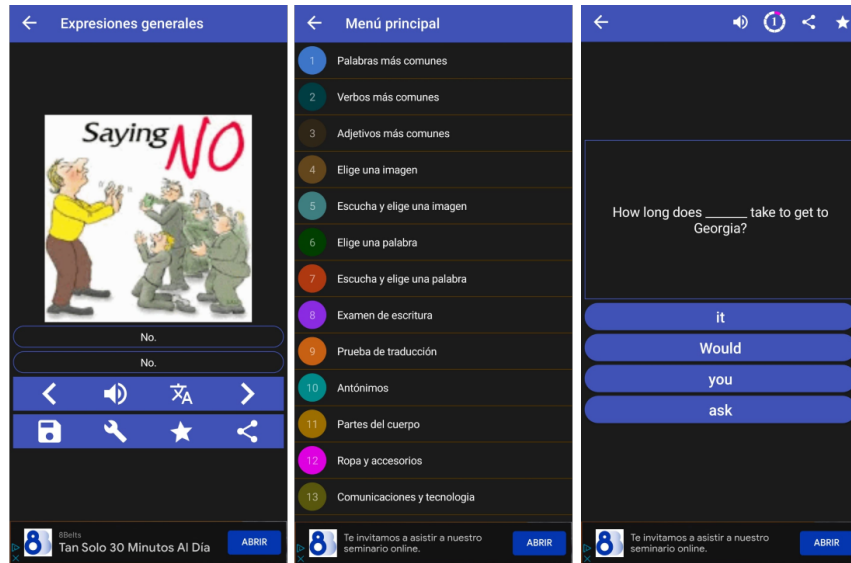 Expresiones generales
Saying NO
No.
No.
8Belts
Tan Solo 30 Minutos Al Día
ABRIR
Menú principal
1 Palabras más comunes
2 Verbos más comunes
3 Adjetivos más comunes
4 Elige una imagen
5 Escucha y elige una imagen
6 Elige una palabra
7 Escucha y elige una palabra
8 Examen de escritura
9 Prueba de traducción
10 Antónimos
11 Partes del cuerpo
12 Ropa y accesorios
13 Comunicaciones y tecnologia
Te invitamos a asistir a nuestro
seminario online.
ABRIR
1
How long does ______ take to get to
Georgia?
it
Would
you
ask
Te invitamos a asistir a nuestro
seminario online.
ABRIR